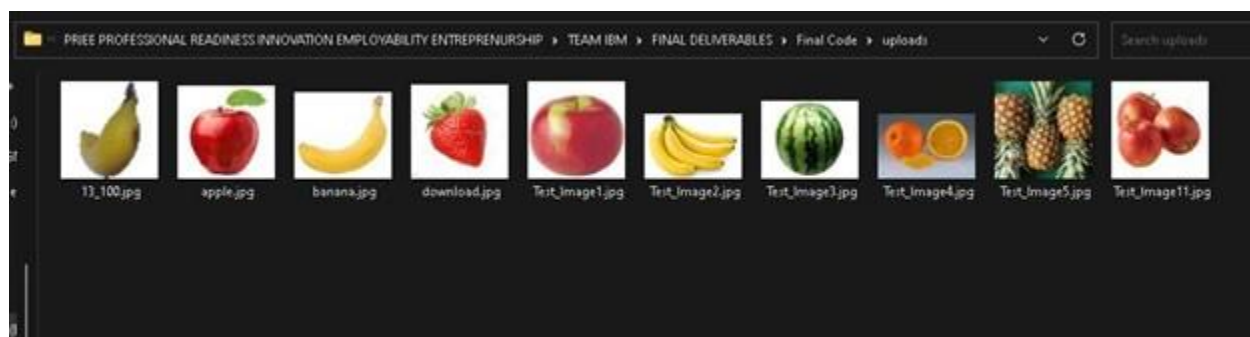 PRIEE PROFESSIONAL READINESS INNOVATION EMPLOYABILITY ENTREPRENURSHIP › TEAM IBM › FINAL DELIVERABLES › Final Code › uploads
Search uploads
13_100.jpg apple.jpg banana.jpg download.jpg Test_Image1.jpg Test_Image2.jpg Test_Image3.jpg Test_Image4.jpg Test_Image5.jpg Test_Image11.jpg